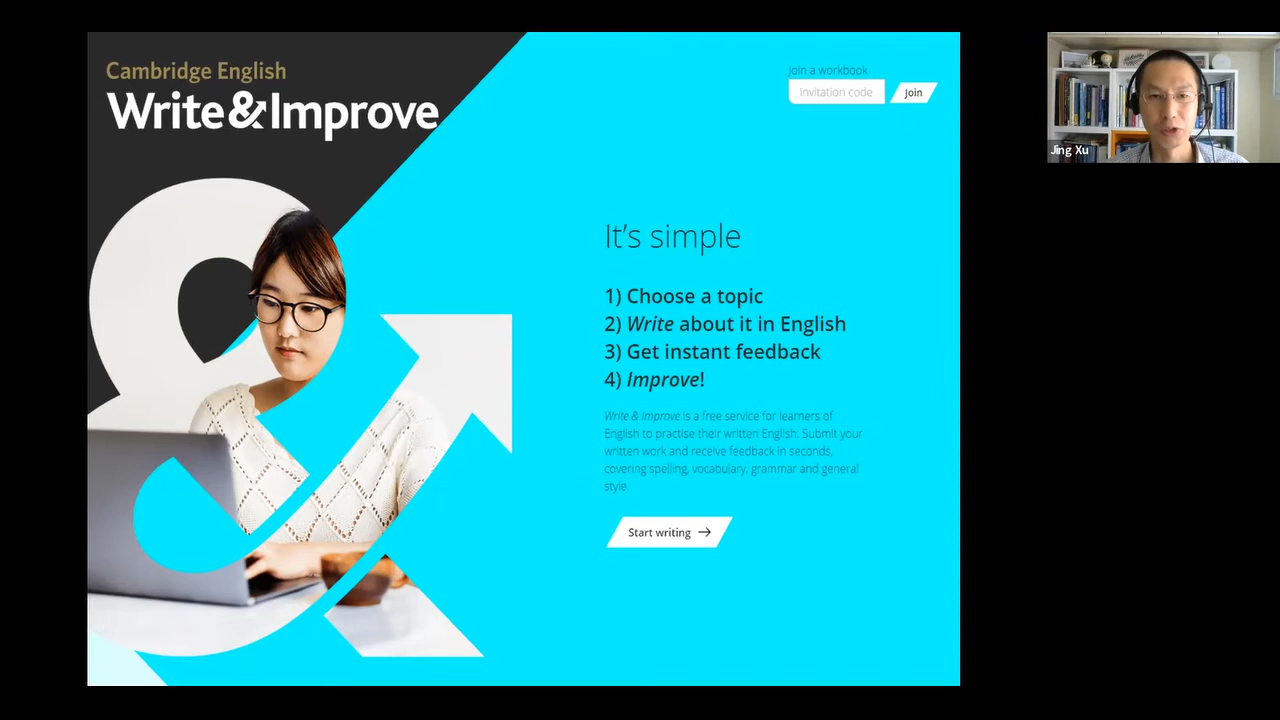 Cambridge English
Write&Improve
Join a workbook
Invitation code
Join
Jing Xu
It's simple
1) Choose a topic
2) Write about it in English
3) Get instant feedback
4) Improve!
Write & Improve is a free service for learners of
English to practise their written English. Submit your
written work and receive feedback in seconds,
covering spelling, vocabulary, grammar and general
style.
Start writing →